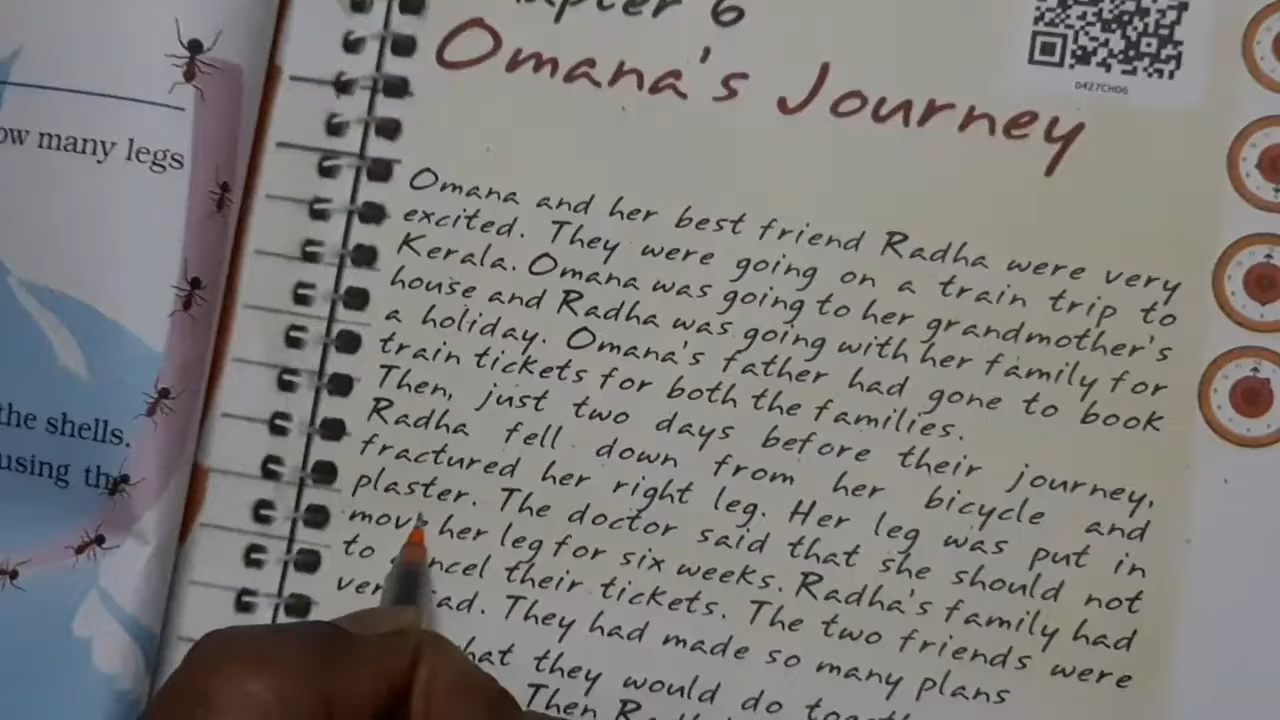 ow many legs
the shells.
using the
Chapter 6
Omana's Journey
0427CH06
Omana and her best friend Radha were very
excited. They were going on a train trip to
Kerala. Omana was going to her grandmother's
house and Radha was going with her family for
a holiday. Omana's father had gone to book
train tickets for both the families.
Then, just two days before their journey,
Radha fell down from her bicycle and
fractured her right leg. Her leg was put in
plaster. The doctor said that she should not
move her leg for six weeks. Radha's family had
to cancel their tickets. The two friends were
very sad. They had made so many plans
what they would do
Then